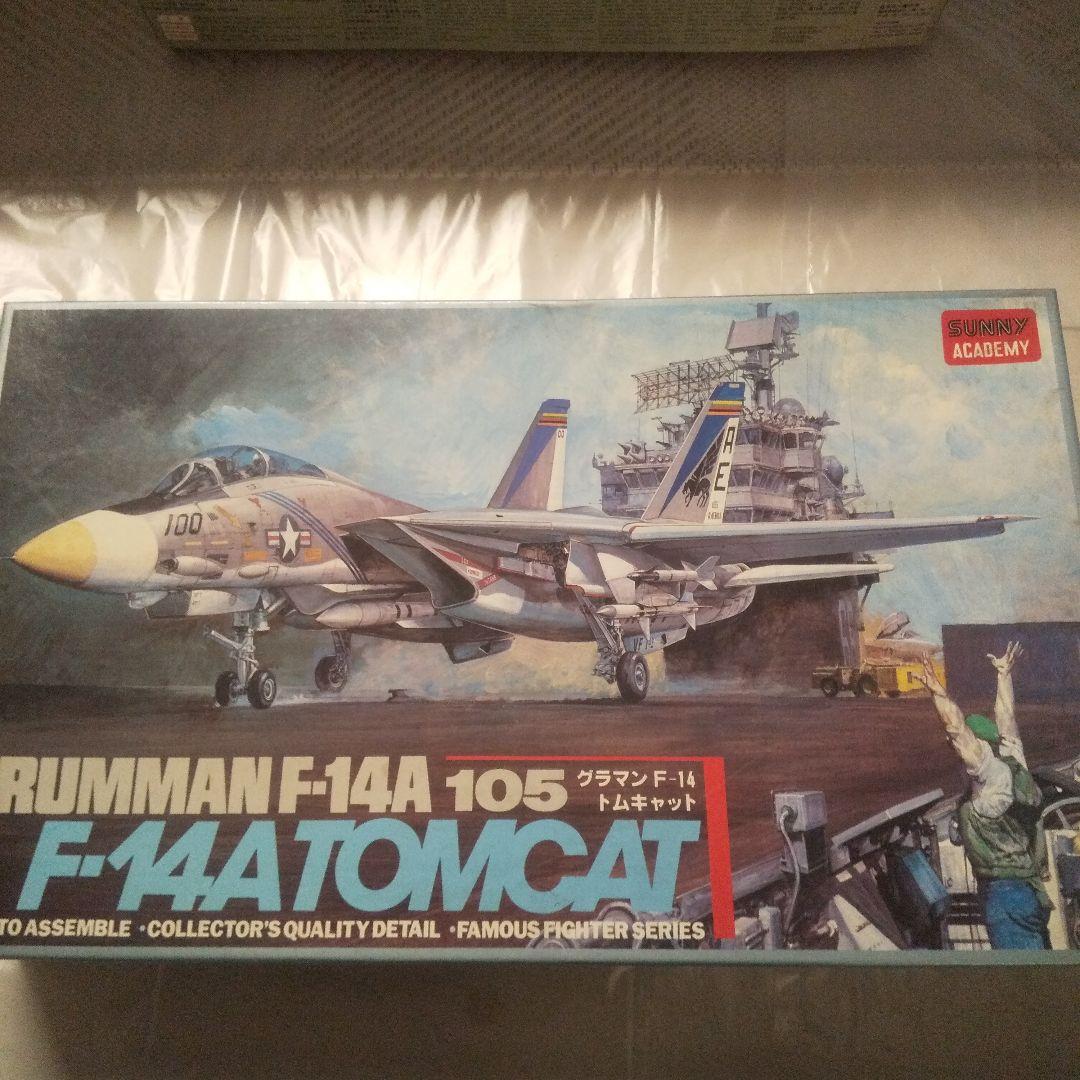 SUNNY
ACADEMY
100
AE
RUMMAN F-14A 105
グラマン F-14
トムキャット
F-14A TOMCAT
TO ASSEMBLE ・COLLECTOR'S QUALITY DETAIL ・FAMOUS FIGHTER SERIES